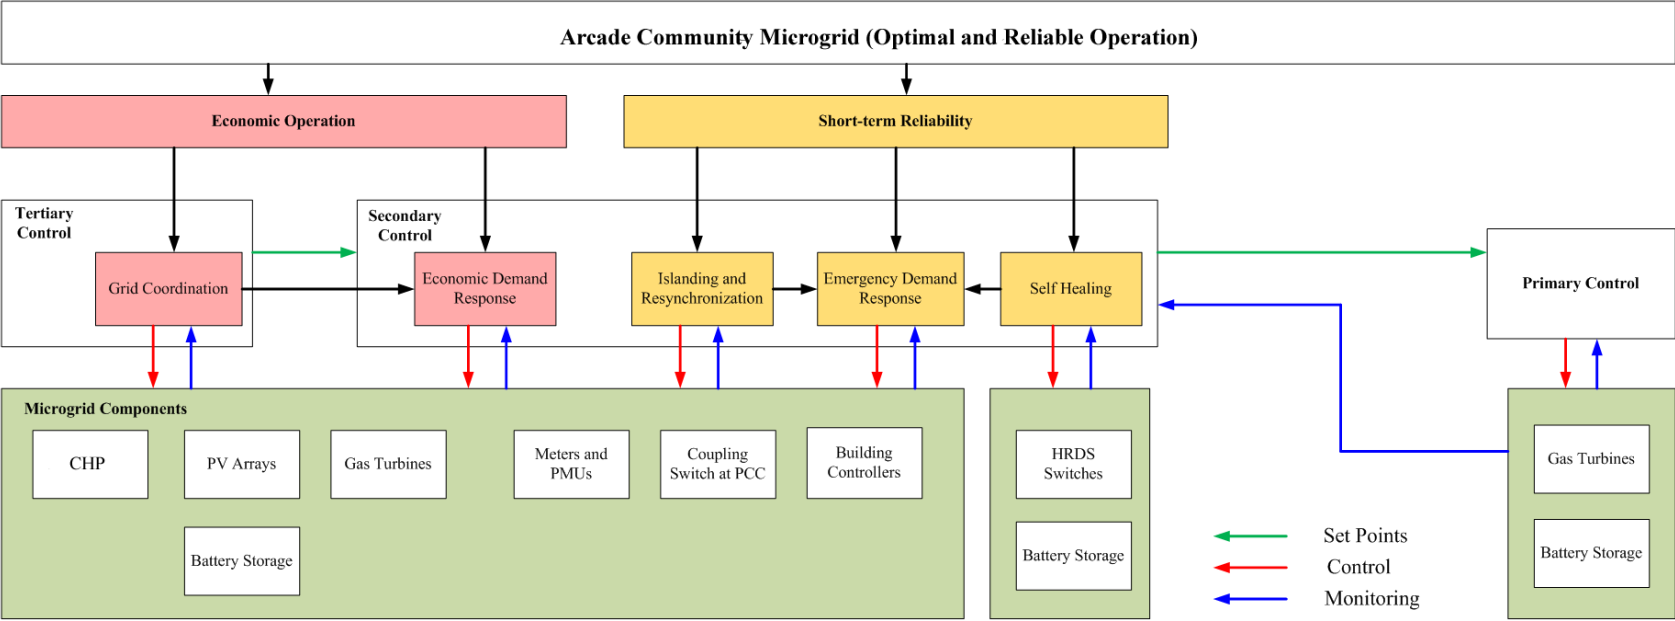 Arcade Community Microgrid (Optimal and Reliable Operation)
Economic Operation
Short-term Reliability
Tertiary
Control
Secondary
Control
Grid Coordination
Economic Demand
Response
Islanding and
Resynchronization
Emergency Demand
Response
Self Healing
Primary Control
Microgrid Components
CHP
PV Arrays
Gas Turbines
Meters and
PMUs
Coupling
Switch at PCC
Building
Controllers
Battery Storage
HRDS
Switches
Battery Storage
Gas Turbines
Battery Storage
Set Points
Control
Monitoring